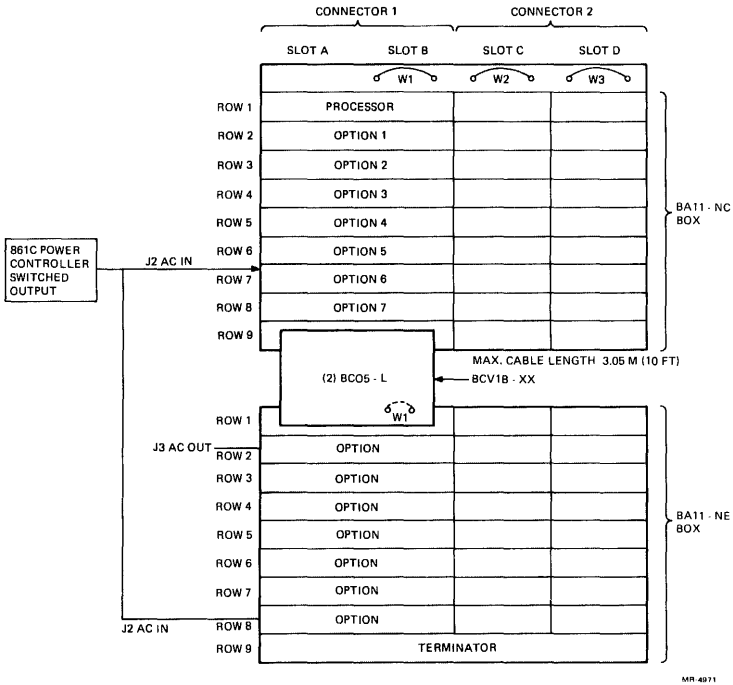 CONNECTOR 1 CONNECTOR 2
SLOT A SLOT B SLOT C SLOT D
W1 W2 W3
ROW 1 PROCESSOR
ROW 2 OPTION 1
ROW 3 OPTION 2
ROW 4 OPTION 3
ROW 5 OPTION 4
ROW 6 OPTION 5
ROW 7 OPTION 6
ROW 8 OPTION 7
ROW 9
BA11 - NC
BOX
861C POWER
CONTROLLER
SWITCHED
OUTPUT
J2 AC IN
MAX. CABLE LENGTH 3.05 M (10 FT)
(2) BC05 - L
BCV1B - XX
W1
ROW 1
J3 AC OUT
ROW 2 OPTION
ROW 3 OPTION
ROW 4 OPTION
ROW 5 OPTION
ROW 6 OPTION
ROW 7 OPTION
J2 AC IN
ROW 8 OPTION
ROW 9 TERMINATOR
BA11 - NE
BOX
MR-4971